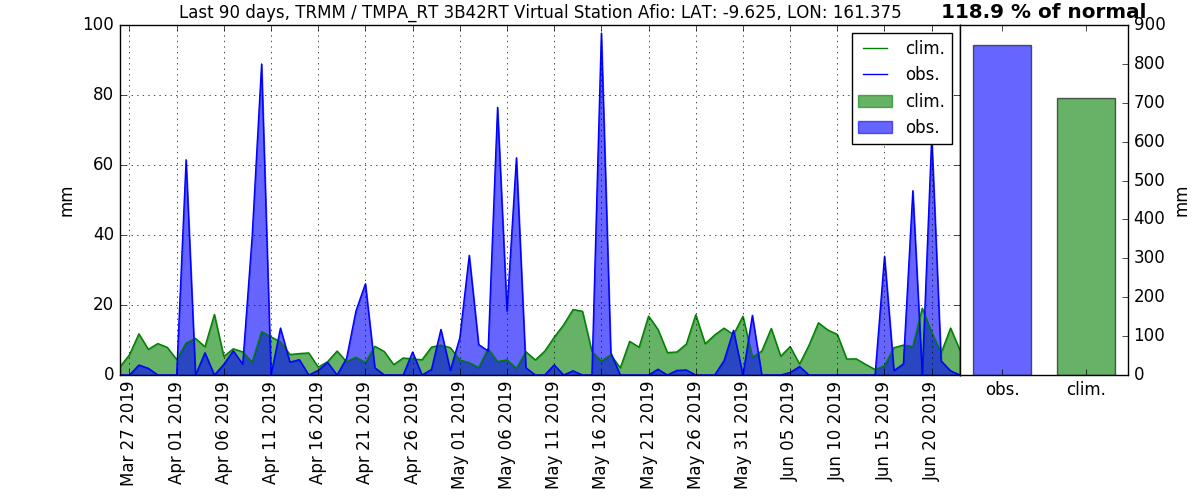 Last 90 days, TRMM / TMPA_RT 3B42RT Virtual Station Afio: LAT: -9.625, LON: 161.375
118.9 % of normal
100
80
60
40
20
0
mm
clim.
obs.
clim.
obs.
900
800
700
600
500
400
300
200
100
0
mm
obs.
clim.
Mar 27 2019
Apr 01 2019
Apr 06 2019
Apr 11 2019
Apr 16 2019
Apr 21 2019
Apr 26 2019
May 01 2019
May 06 2019
May 11 2019
May 16 2019
May 21 2019
May 26 2019
May 31 2019
Jun 05 2019
Jun 10 2019
Jun 15 2019
Jun 20 2019